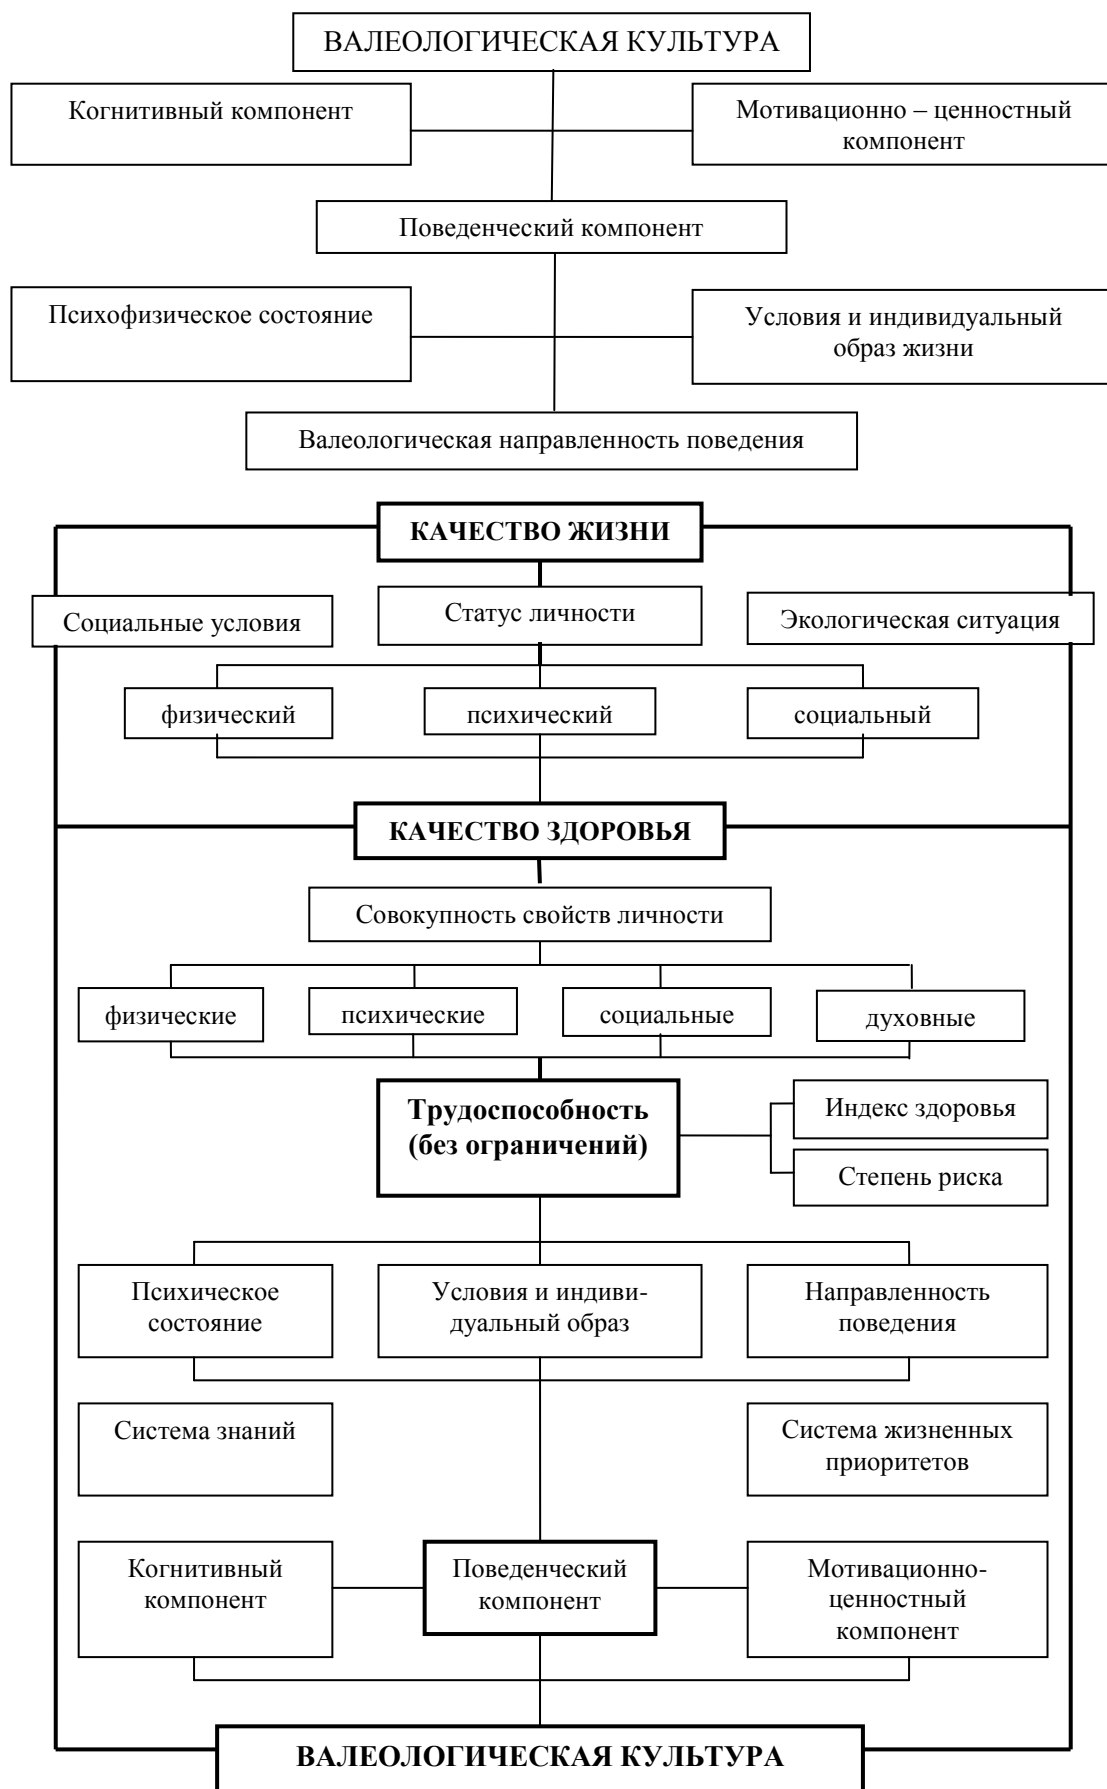 ВАЛЕОЛОГИЧЕСКАЯ КУЛЬТУРА
Когнитивный компонент
Мотивационно – ценностный
компонент
Поведенческий компонент
Психофизическое состояние
Условия и индивидуальный
образ жизни
Валеологическая направленность поведения
КАЧЕСТВО ЖИЗНИ
Социальные условия
Статус личности
Экологическая ситуация
физический
психический
социальный
КАЧЕСТВО ЗДОРОВЬЯ
Совокупность свойств личности
физические
психические
социальные
духовные
Трудоспособность
(без ограничений)
Индекс здоровья
Степень риска
Психическое
состояние
Условия и индиви-
дуальный образ
Направленность
поведения
Система знаний
Система жизненных
приоритетов
Когнитивный
компонент
Поведенческий
компонент
Мотивационно-
ценностный
компонент
ВАЛЕОЛОГИЧЕСКАЯ КУЛЬТУРА